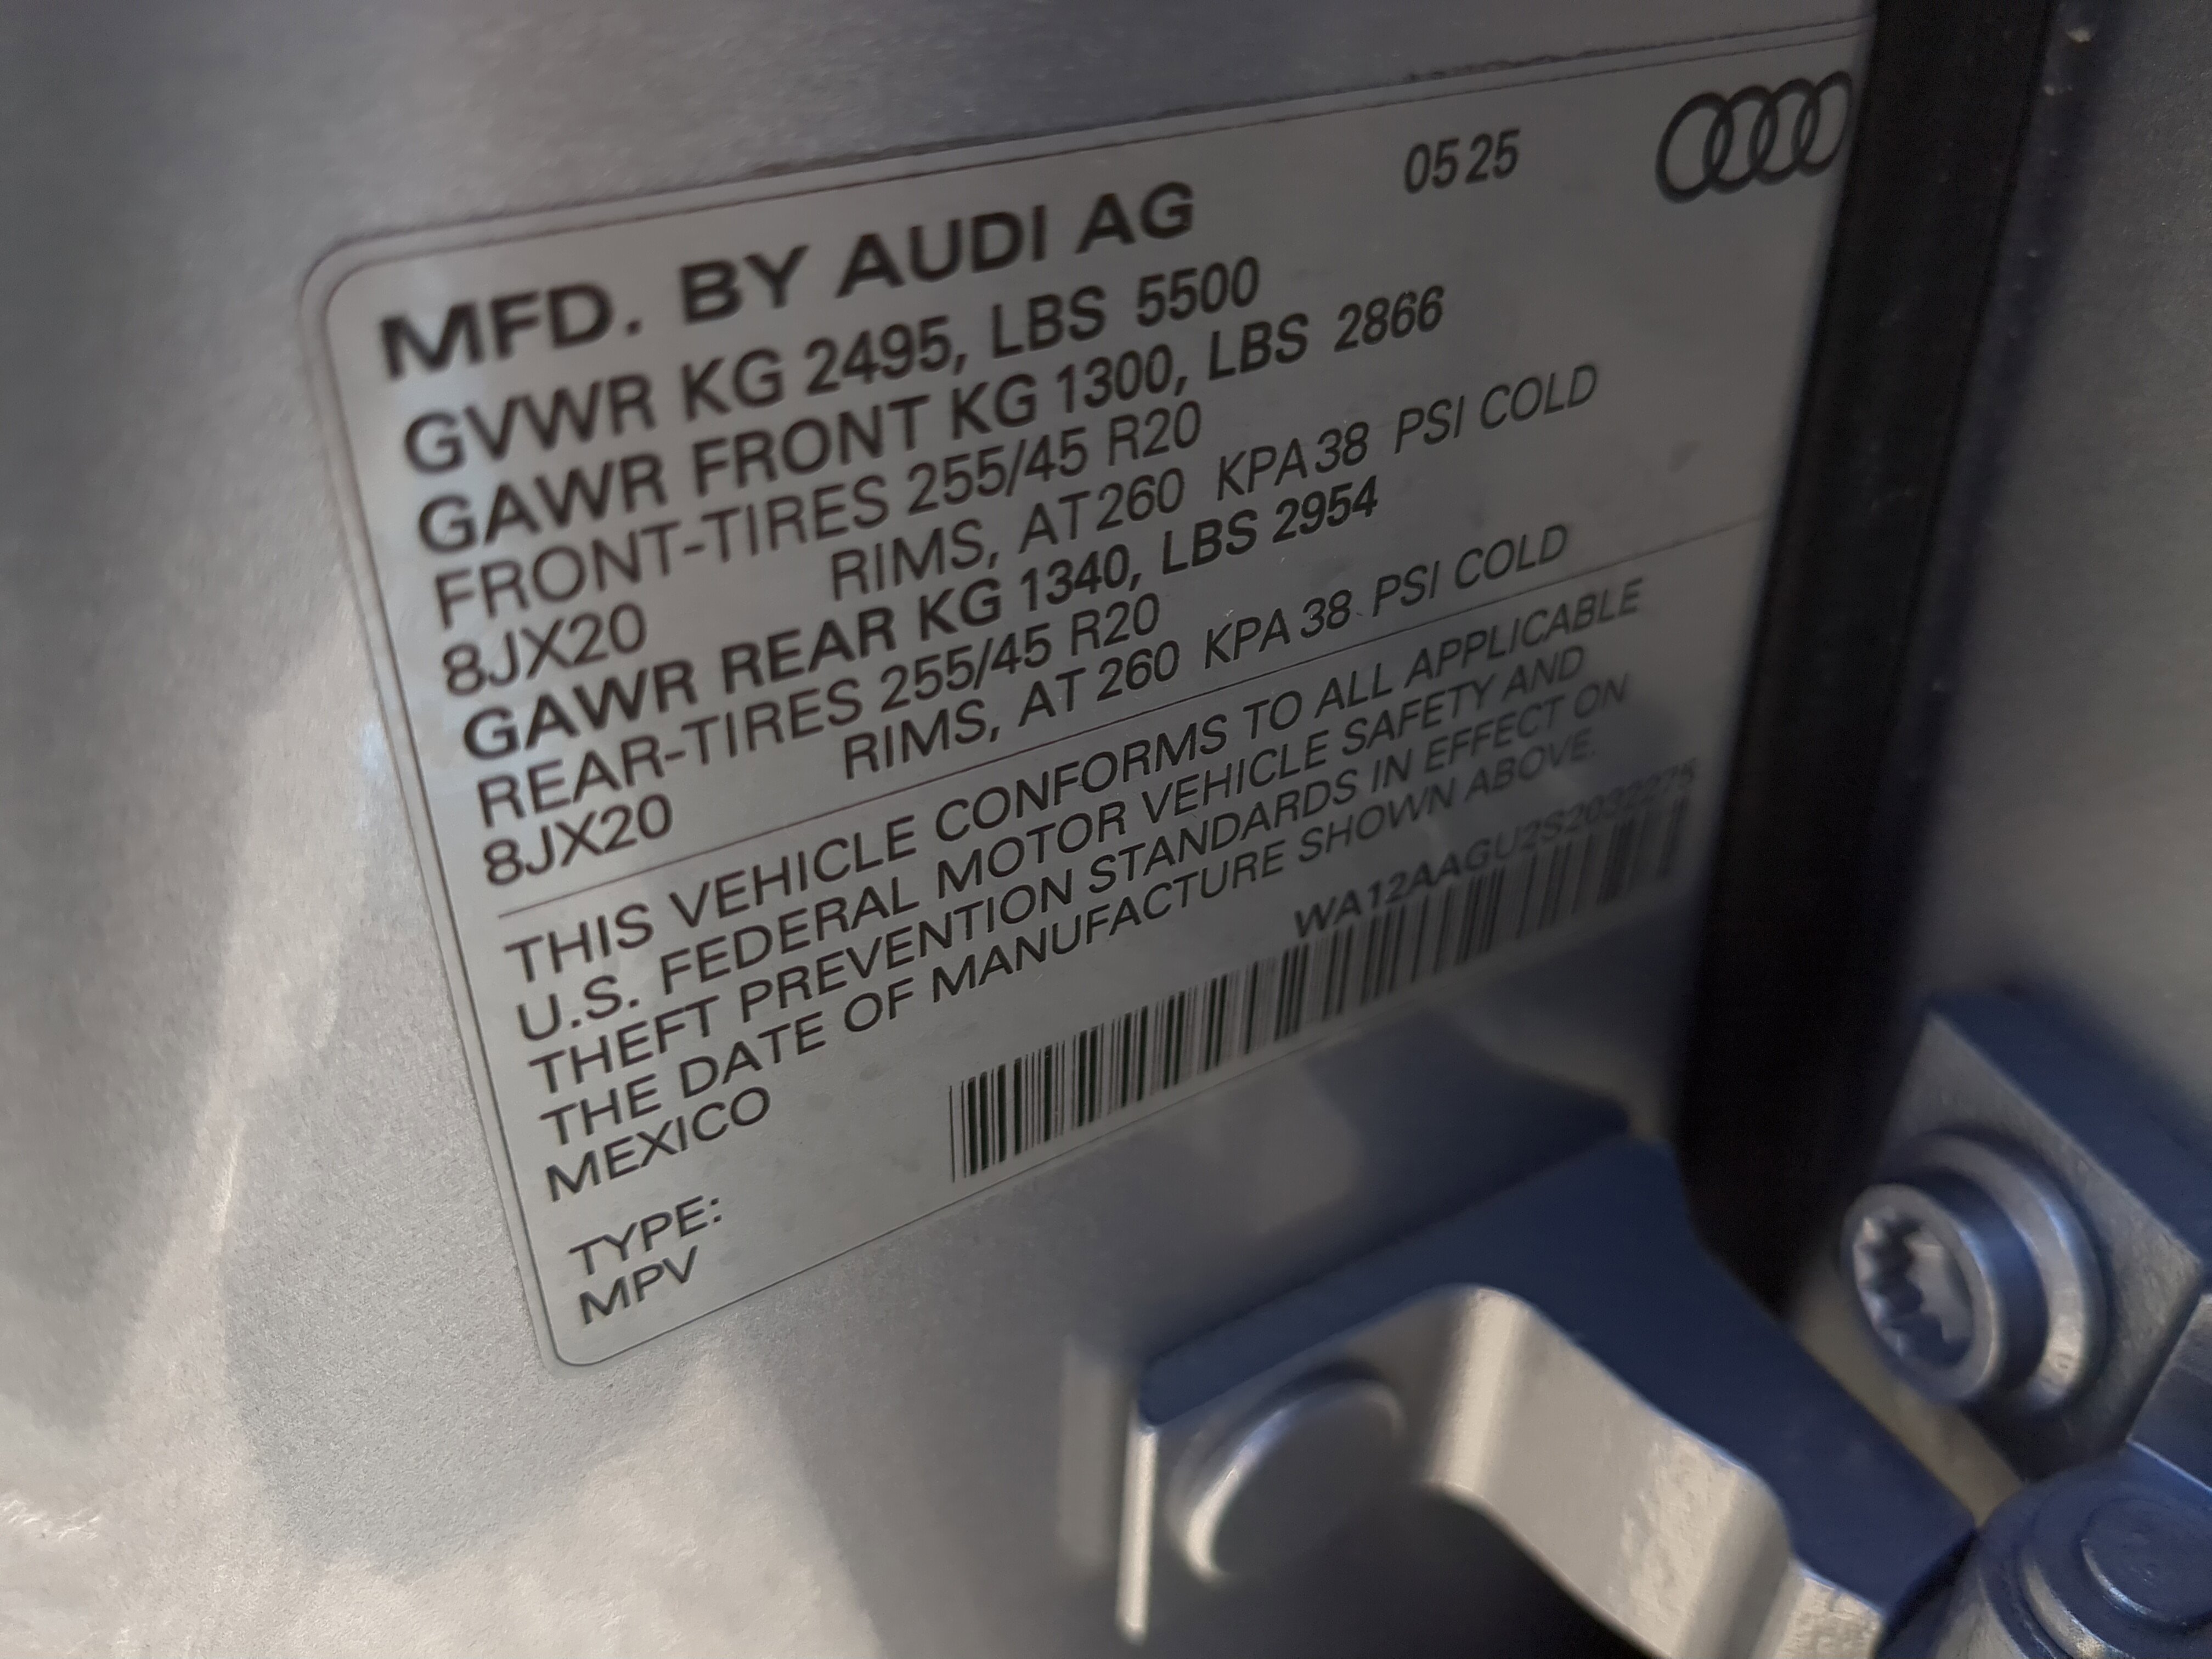 MFD. BY AUDI AG 05 25
GVWR KG 2495, LBS 5500
GAWR FRONT KG 1300, LBS 2866
FRONT-TIRES 255/45 R20
8JX20 RIMS, AT 260 KPA 38 PSI COLD
GAWR REAR KG 1340, LBS 2954
REAR-TIRES 255/45 R20
8JX20 RIMS, AT 260 KPA 38 PSI COLD
THIS VEHICLE CONFORMS TO ALL APPLICABLE
U.S. FEDERAL MOTOR VEHICLE SAFETY AND
THEFT PREVENTION STANDARDS IN EFFECT ON
THE DATE OF MANUFACTURE SHOWN ABOVE.
MEXICO
WA12AAGU2S2032275
TYPE:
MPV